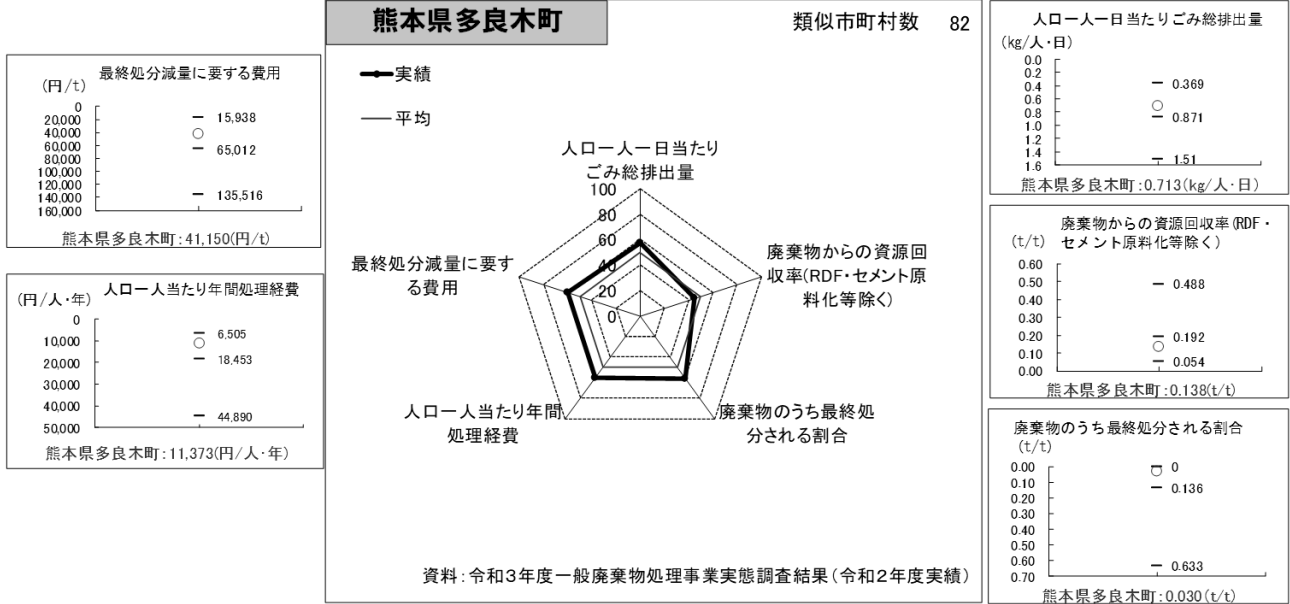 熊本県多良木町
類似市町村数 82
実績
平均
人口一人一日当たり
ごみ総排出量
廃棄物からの資源回
収率(RDF・セメント原
料化等除く)
廃棄物のうち最終処
分される割合
人口一人当たり年間
処理経費
最終処分減量に要す
る費用
100
80
60
40
20
0
資料:令和3年度一般廃棄物処理事業実態調査結果(令和2年度実績)
最終処分減量に要する費用
(円/t)
0
20,000
40,000
60,000
80,000
100,000
120,000
140,000
160,000
15,938
65,012
135,516
熊本県多良木町:41,150(円/t)
人口一人当たり年間処理経費
(円/人・年)
0
10,000
20,000
30,000
40,000
50,000
6,505
18,453
44,890
熊本県多良木町:11,373(円/人・年)
人口一人一日当たりごみ総排出量
(kg/人・日)
0.0
0.2
0.4
0.6
0.8
1.0
1.2
1.4
1.6
0.369
0.871
1.51
熊本県多良木町:0.713(kg/人・日)
廃棄物からの資源回収率(RDF・
(t/t) セメント原料化等除く)
0.60
0.50
0.40
0.30
0.20
0.10
0.00
0.488
0.192
0.054
熊本県多良木町:0.138(t/t)
廃棄物のうち最終処分される割合
(t/t)
0.00
0.10
0.20
0.30
0.40
0.50
0.60
0.70
0
0.136
0.633
熊本県多良木町:0.030(t/t)